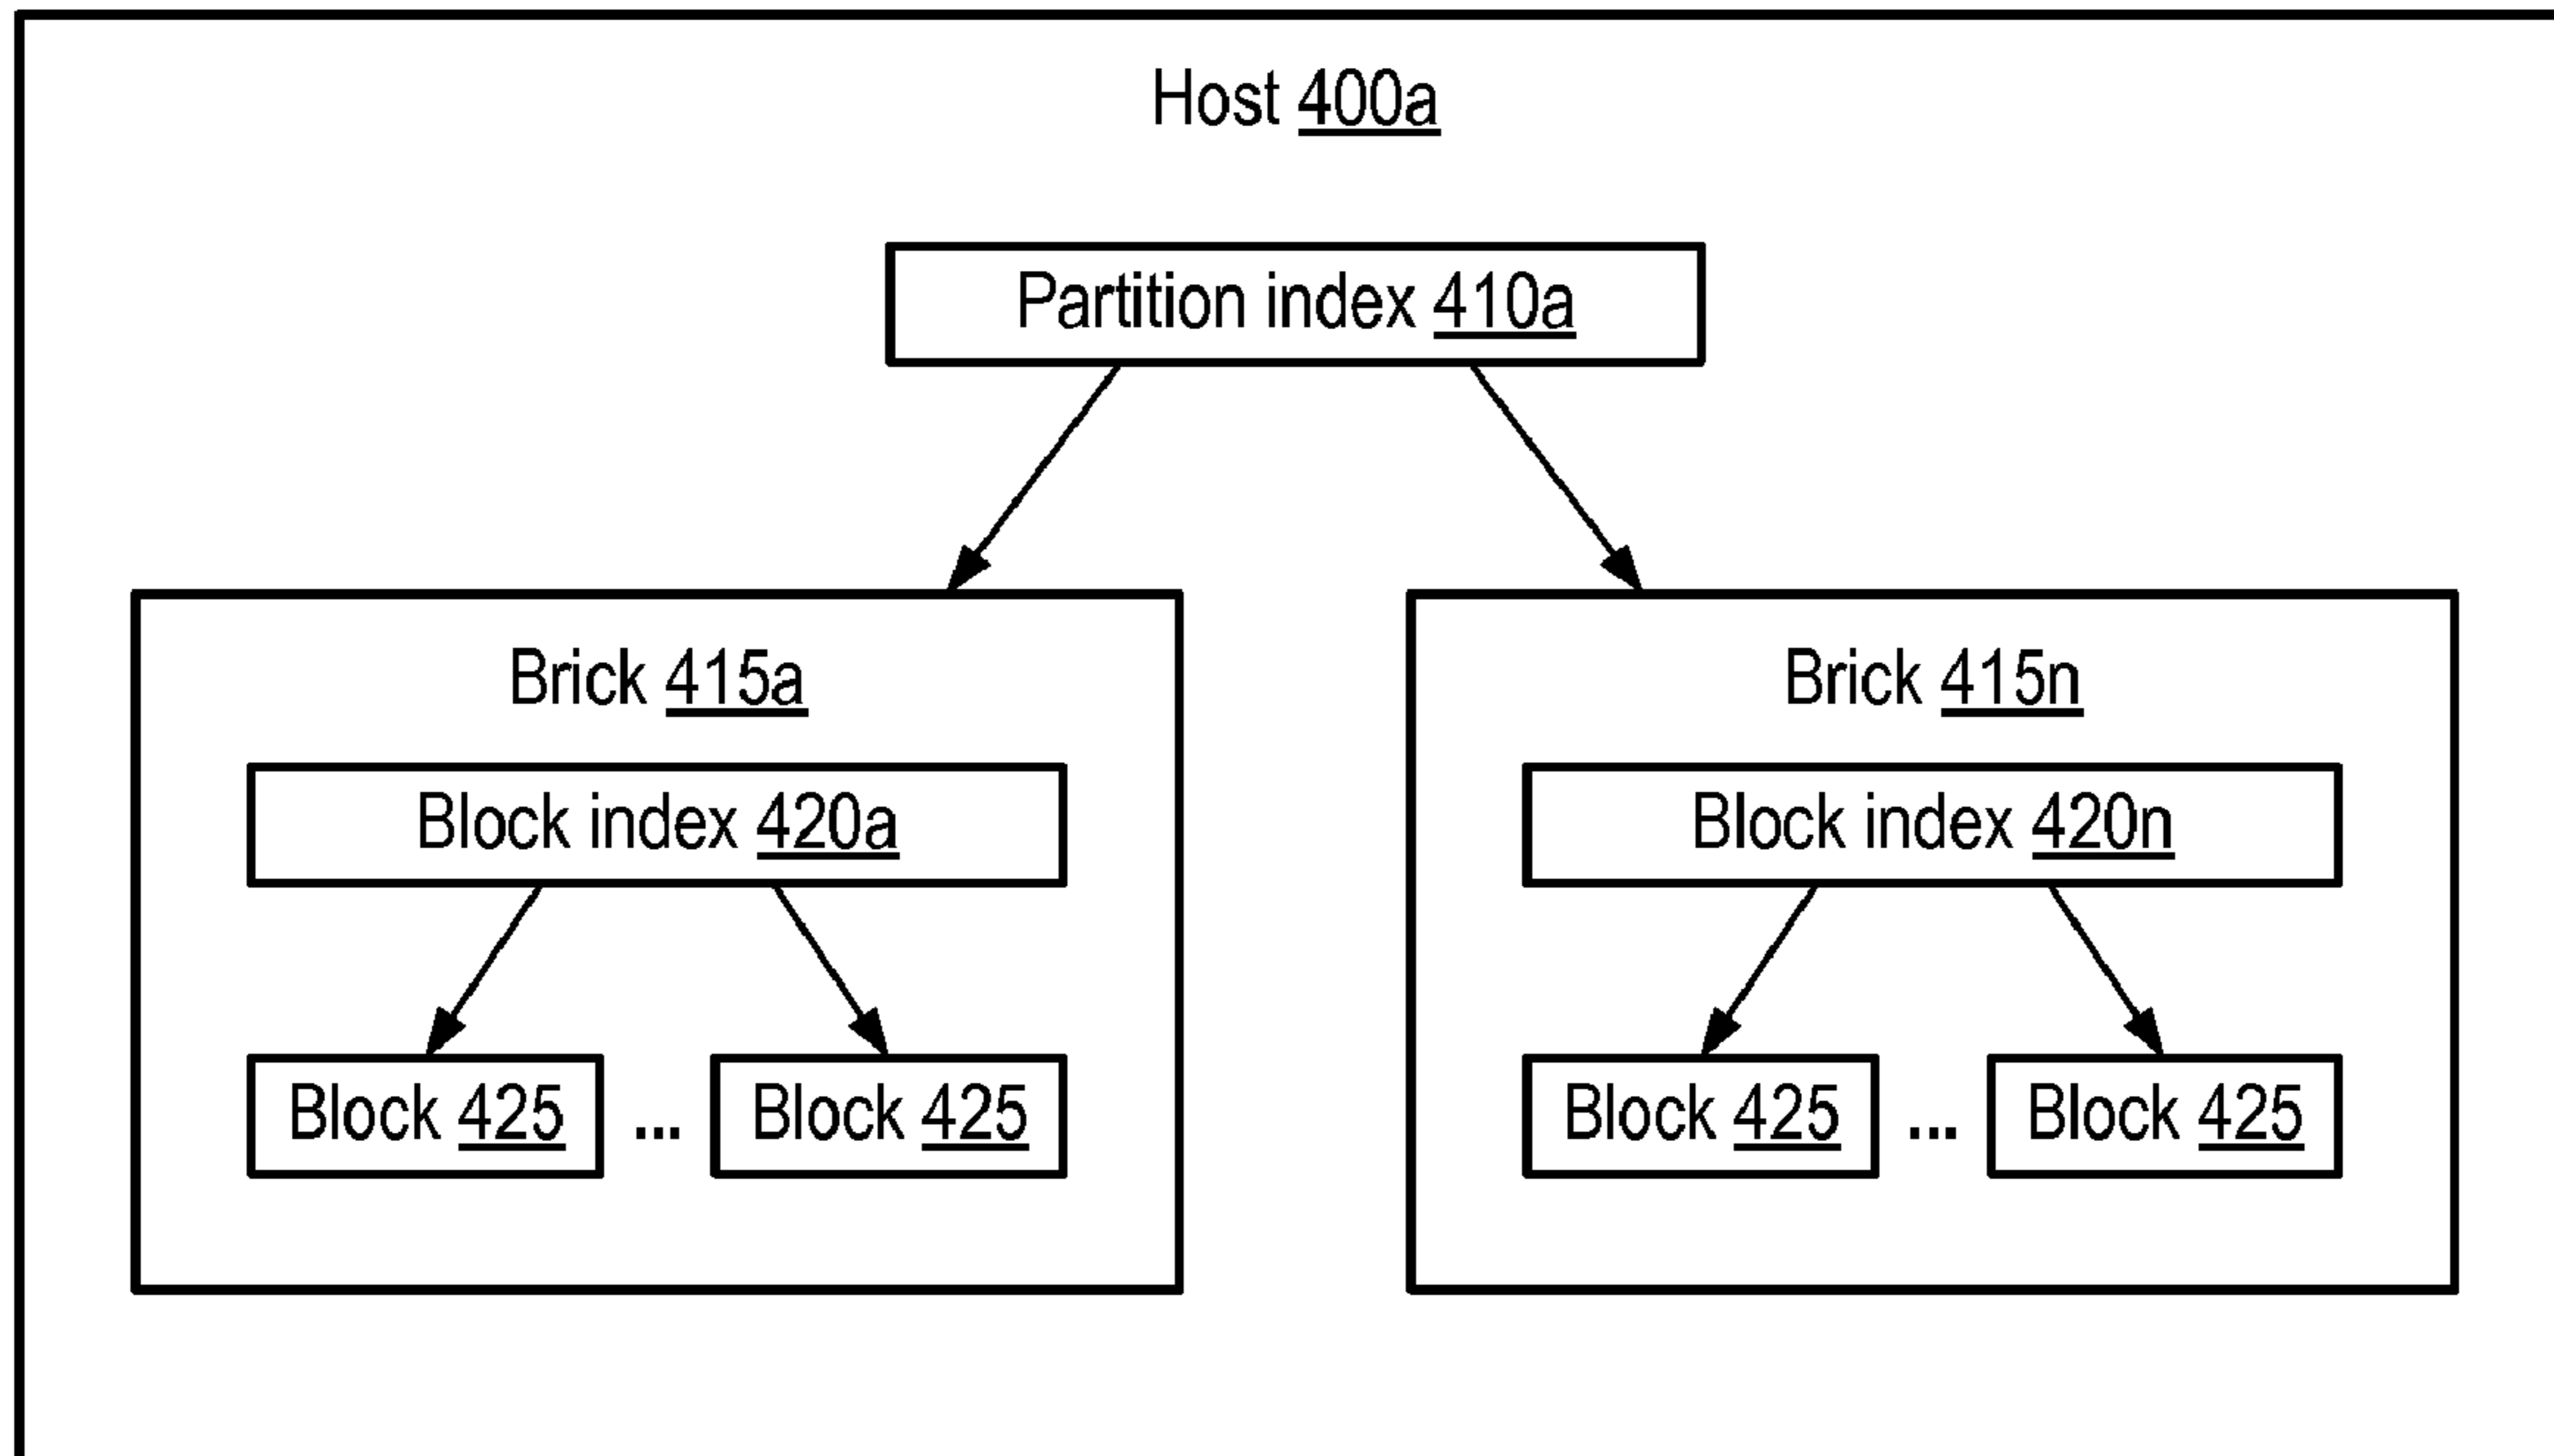 Host 400a
Partition index 410a
Brick 415a
Brick 415n
Block index 420a
Block index 420n
Block 425 ... Block 425
Block 425 ... Block 425